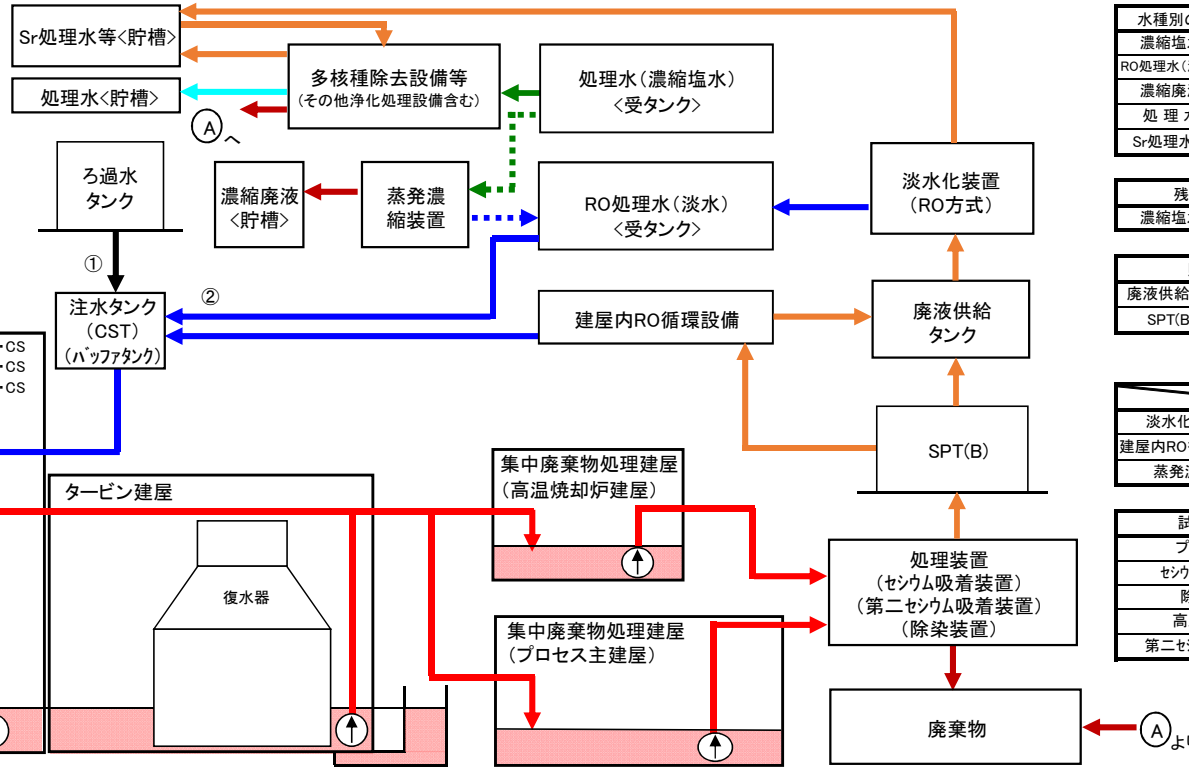 Sr処理水等<貯槽>
処理水<貯槽>
多核種除去設備等
(その他浄化処理設備含む)
処理水(濃縮塩水)
<受タンク>
A へ
ろ過水
タンク
濃縮廃液
<貯槽>
蒸発濃
縮装置
RO処理水(淡水)
<受タンク>
淡水化装置
(RO方式)
①
②
注水タンク
(CST)
(バッファタンク)
建屋内RO循環設備
廃液供給
タンク
・CS
・CS
・CS
SPT(B)
タービン建屋
復水器
集中廃棄物処理建屋
(高温焼却炉建屋)
集中廃棄物処理建屋
(プロセス主建屋)
処理装置
(セシウム吸着装置)
(第二セシウム吸着装置)
(除染装置)
廃棄物
A よ
水種別
濃縮塩
RO処理水(
濃縮廃
処 理
Sr処理水
残
濃縮塩
廃液供給
SPT(B
淡水化
建屋内RO
蒸発
試
プ
セシウ
除
高
第二セ